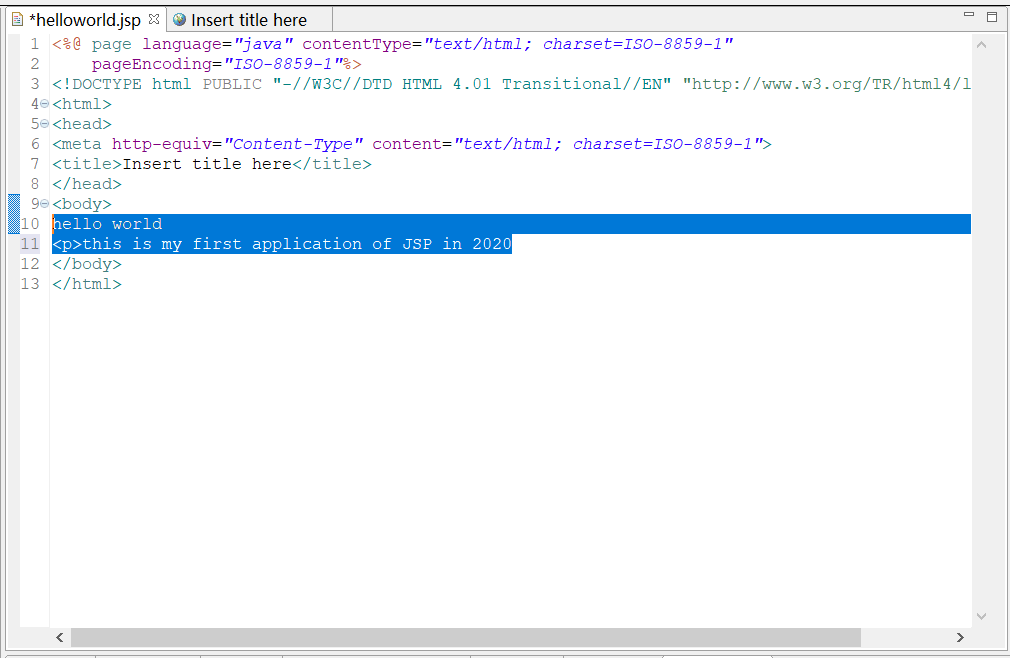 *helloworld.jsp Insert title here
1 <%@ page language="java" contentType="text/html; charset=ISO-8859-1"
2 pageEncoding="ISO-8859-1"%>
3 <!DOCTYPE html PUBLIC "-//W3C//DTD HTML 4.01 Transitional//EN" "http://www.w3.org/TR/html4/l
4 <html>
5 <head>
6 <meta http-equiv="Content-Type" content="text/html; charset=ISO-8859-1">
7 <title>Insert title here</title>
8 </head>
9 <body>
10 hello world
11 <p>this is my first application of JSP in 2020
12 </body>
13 </html>